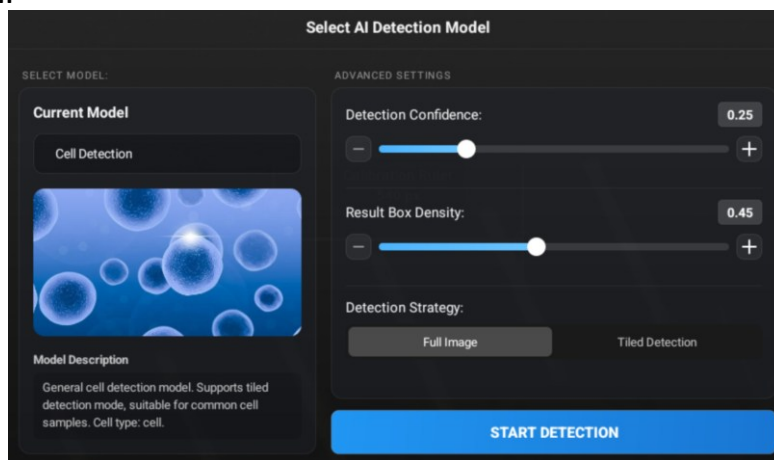 Select AI Detection Model
SELECT MODEL:
Current Model
Cell Detection
Model Description
General cell detection model. Supports tiled
detection mode, suitable for common cell
samples. Cell type: cell.
ADVANCED SETTINGS
Detection Confidence:
0.25
Result Box Density:
0.45
Detection Strategy:
Full Image
Tiled Detection
START DETECTION